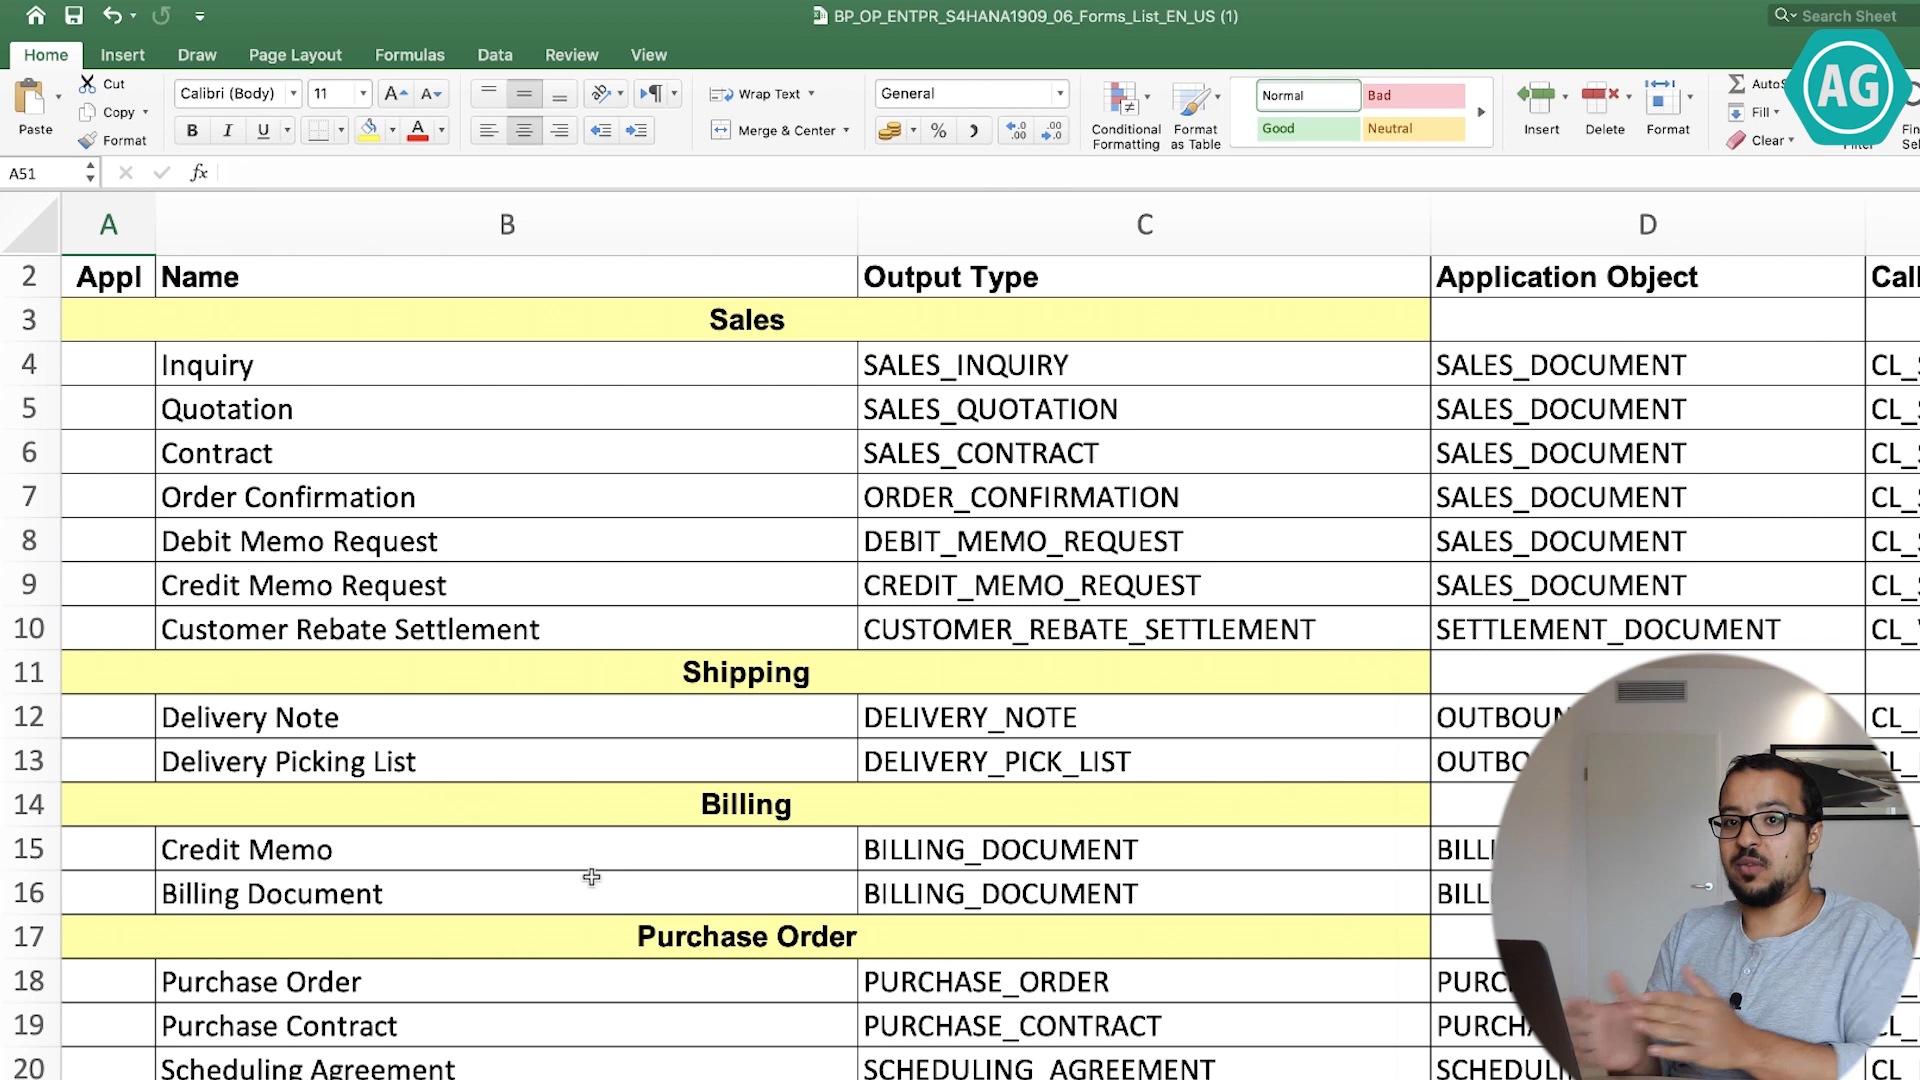 BP_OP_ENTPR_S4HANA1909_06_Forms_List_EN_US (1)
Search Sheet
Home Insert Draw Page Layout Formulas Data Review View
AG
Paste
Cut
Copy
Format
Calibri (Body) 11
B I U
Wrap Text
Merge & Center
General
Conditional Formatting
Format as Table
Normal Bad
Good Neutral
Insert Delete Format
Fill
Clear
A51 fx
A B C D
2 Appl Name Output Type Application Object
3 Sales
4 Inquiry SALES_INQUIRY SALES_DOCUMENT
5 Quotation SALES_QUOTATION SALES_DOCUMENT
6 Contract SALES_CONTRACT SALES_DOCUMENT
7 Order Confirmation ORDER_CONFIRMATION SALES_DOCUMENT
8 Debit Memo Request DEBIT_MEMO_REQUEST SALES_DOCUMENT
9 Credit Memo Request CREDIT_MEMO_REQUEST SALES_DOCUMENT
10 Customer Rebate Settlement CUSTOMER_REBATE_SETTLEMENT SETTLEMENT_DOCUMENT
11 Shipping
12 Delivery Note DELIVERY_NOTE
13 Delivery Picking List DELIVERY_PICK_LIST
14 Billing
15 Credit Memo BILLING_DOCUMENT
16 Billing Document BILLING_DOCUMENT
17 Purchase Order
18 Purchase Order PURCHASE_ORDER
19 Purchase Contract PURCHASE_CONTRACT
20 Scheduling Agreement SCHEDULING_AGREEMENT